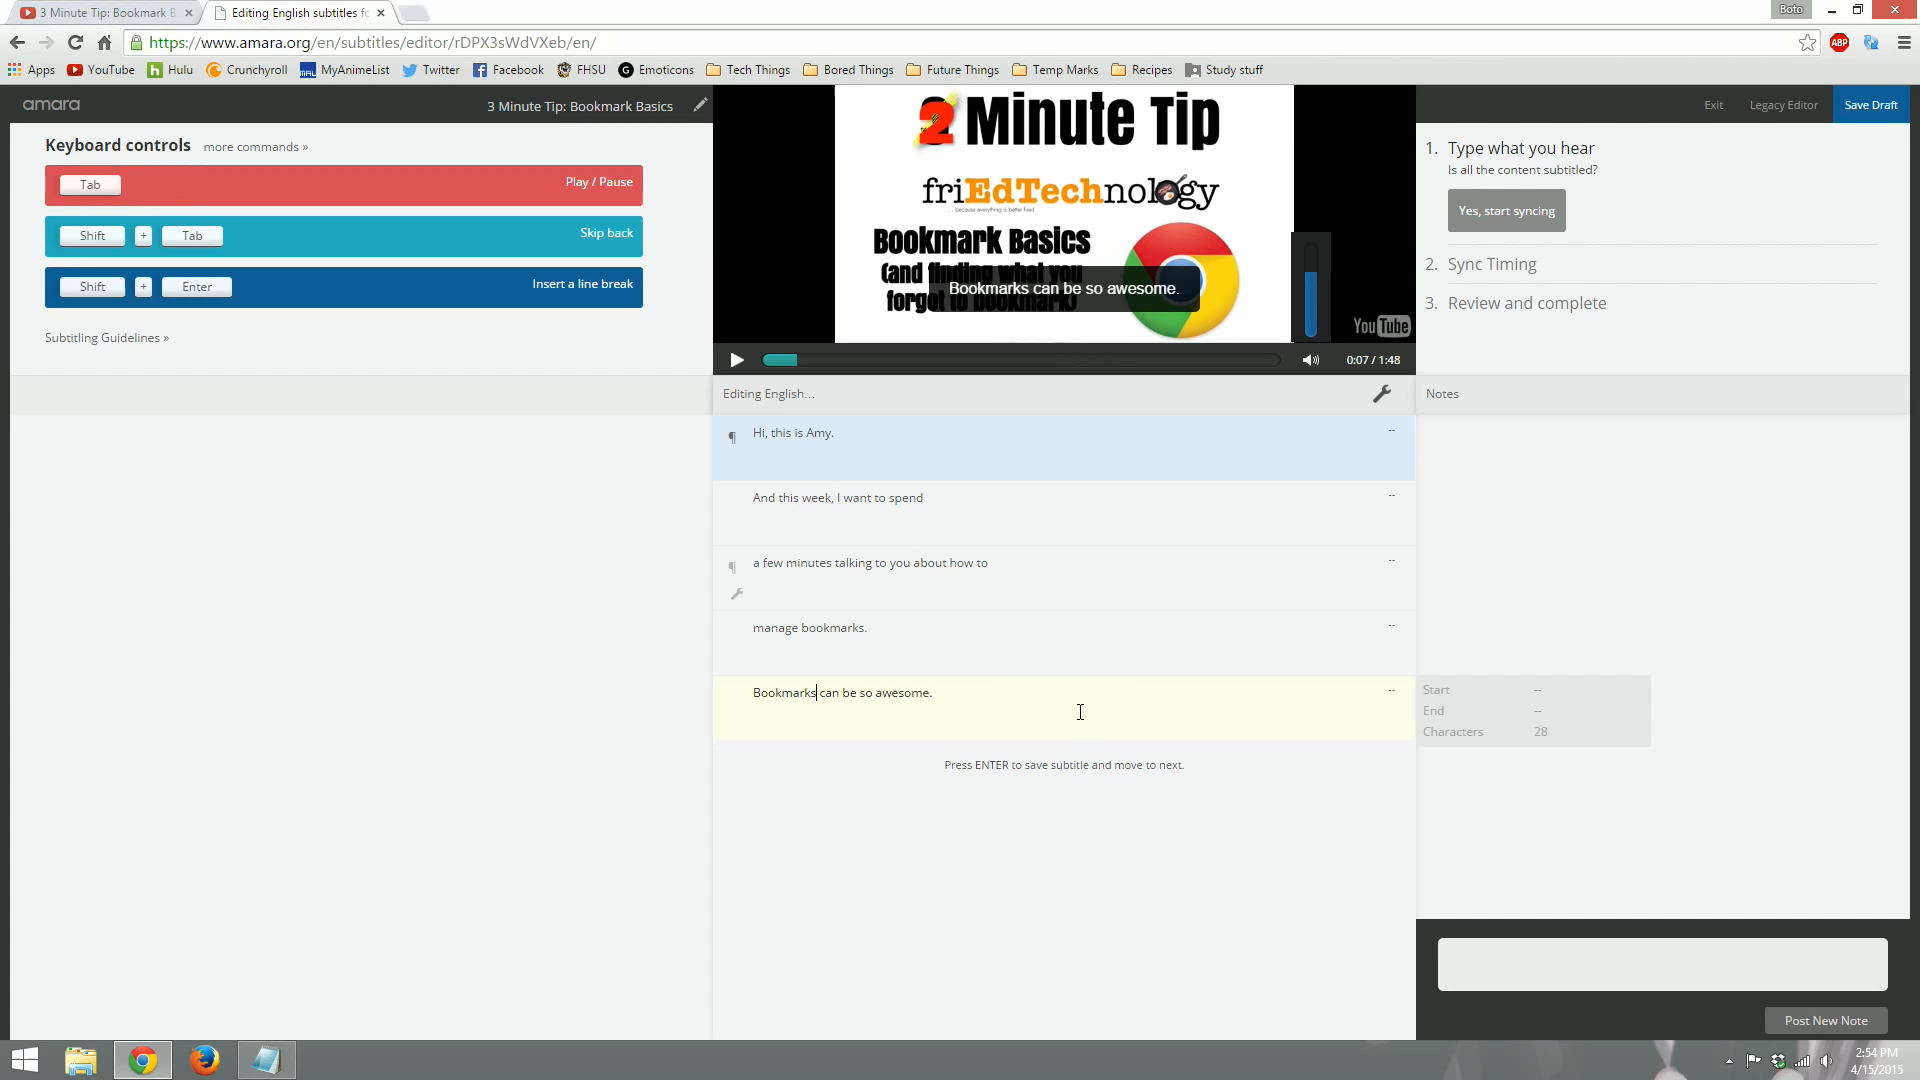 3 Minute Tip: Bookmark B
Editing English subtitles fo
Boto
https://www.amara.org/en/subtitles/editor/rDPX3sWdVXeb/en/
ABP
Apps YouTube Hulu Crunchyroll MyAnimeList Twitter Facebook FHSU Emoticons Tech Things Bored Things Future Things Temp Marks Recipes Study stuff
amara
3 Minute Tip: Bookmark Basics
Exit Legacy Editor Save Draft
Keyboard controls more commands »
Tab Play / Pause
Shift + Tab Skip back
Shift + Enter Insert a line break
Subtitling Guidelines »
2 Minute Tip
friEdTechnology
. . . because everything is better fried.
Bookmark Basics
(and finding what you
forgot to bookmark)
Bookmarks can be so awesome.
YouTube
0:07 / 1:48
1. Type what you hear
Is all the content subtitled?
Yes, start syncing
2. Sync Timing
3. Review and complete
Editing English...
Notes
¶ Hi, this is Amy. --
And this week, I want to spend --
¶ a few minutes talking to you about how to --
manage bookmarks. --
Bookmarks can be so awesome. --
Press ENTER to save subtitle and move to next.
Start --
End --
Characters 28
Post New Note
2:54 PM
4/15/2015